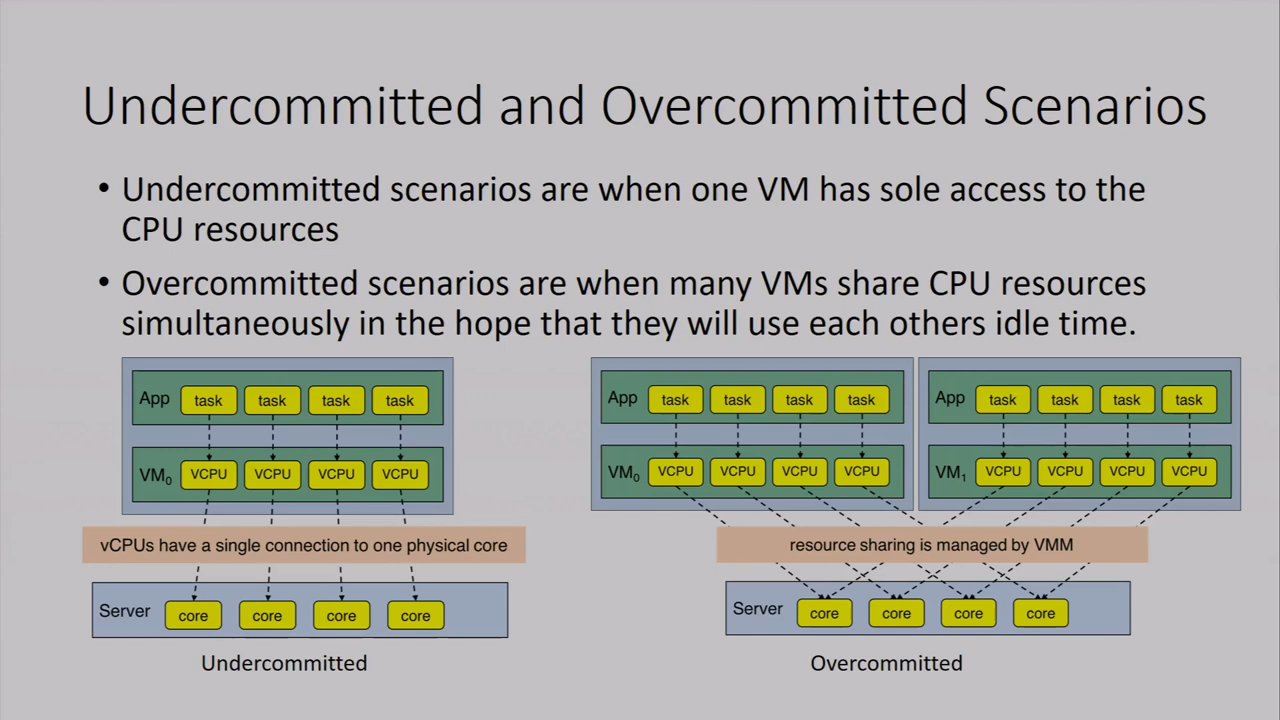 Undercommitted and Overcommitted Scenarios
• Undercommitted scenarios are when one VM has sole access to the
CPU resources
• Overcommitted scenarios are when many VMs share CPU resources
simultaneously in the hope that they will use each others idle time.
App task task task task
VM₀ VCPU VCPU VCPU VCPU
vCPUs have a single connection to one physical core
Server core core core core
Undercommitted
App task task task task
VM₀ VCPU VCPU VCPU VCPU
App task task task task
VM₁ VCPU VCPU VCPU VCPU
resource sharing is managed by VMM
Server core core core core
Overcommitted